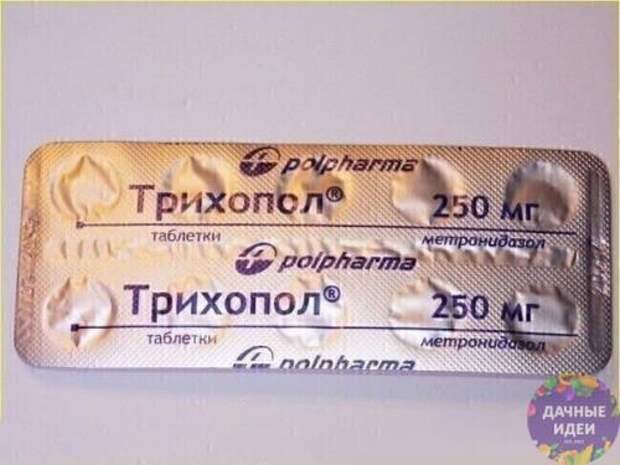 polpharma
Трихопол® 250 мг
таблетки метронидазол
polpharma
Трихопол® 250 мг
таблетки метронидазол
polpharma
ДАЧНЫЕ
ИДЕИ